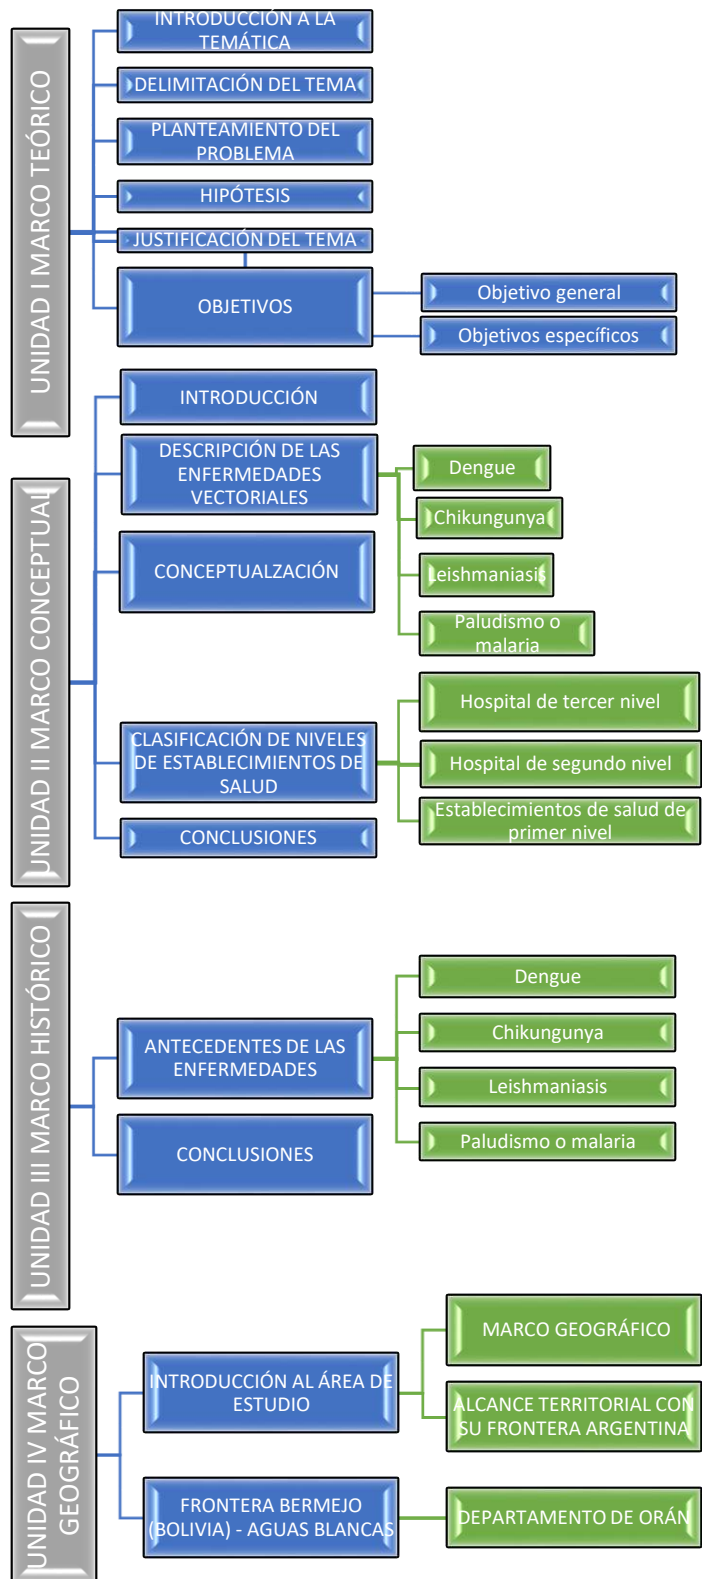 UNIDAD I MARCO TEÓRICO
INTRODUCCIÓN A LA
TEMÁTICA
DELIMITACIÓN DEL TEMA
PLANTEAMIENTO DEL
PROBLEMA
HIPÓTESIS
JUSTIFICACIÓN DEL TEMA
OBJETIVOS
Objetivo general
Objetivos específicos
UNIDAD II MARCO CONCEPTUAL
INTRODUCCIÓN
DESCRIPCIÓN DE LAS
ENFERMEDADES
VECTORIALES
Dengue
Chikungunya
Leishmaniasis
Paludismo o
malaria
CONCEPTUALZACIÓN
CLASIFICACIÓN DE NIVELES
DE ESTABLECIMIENTOS DE
SALUD
Hospital de tercer nivel
Hospital de segundo nivel
Establecimientos de salud de
primer nivel
CONCLUSIONES
UNIDAD III MARCO HISTÓRICO
ANTECEDENTES DE LAS
ENFERMEDADES
Dengue
Chikungunya
Leishmaniasis
Paludismo o malaria
CONCLUSIONES
UNIDAD IV MARCO
GEOGRÁFICO
INTRODUCCIÓN AL ÁREA DE
ESTUDIO
MARCO GEOGRÁFICO
ALCANCE TERRITORIAL CON
SU FRONTERA ARGENTINA
FRONTERA BERMEJO
(BOLIVIA) - AGUAS BLANCAS
DEPARTAMENTO DE ORÁN